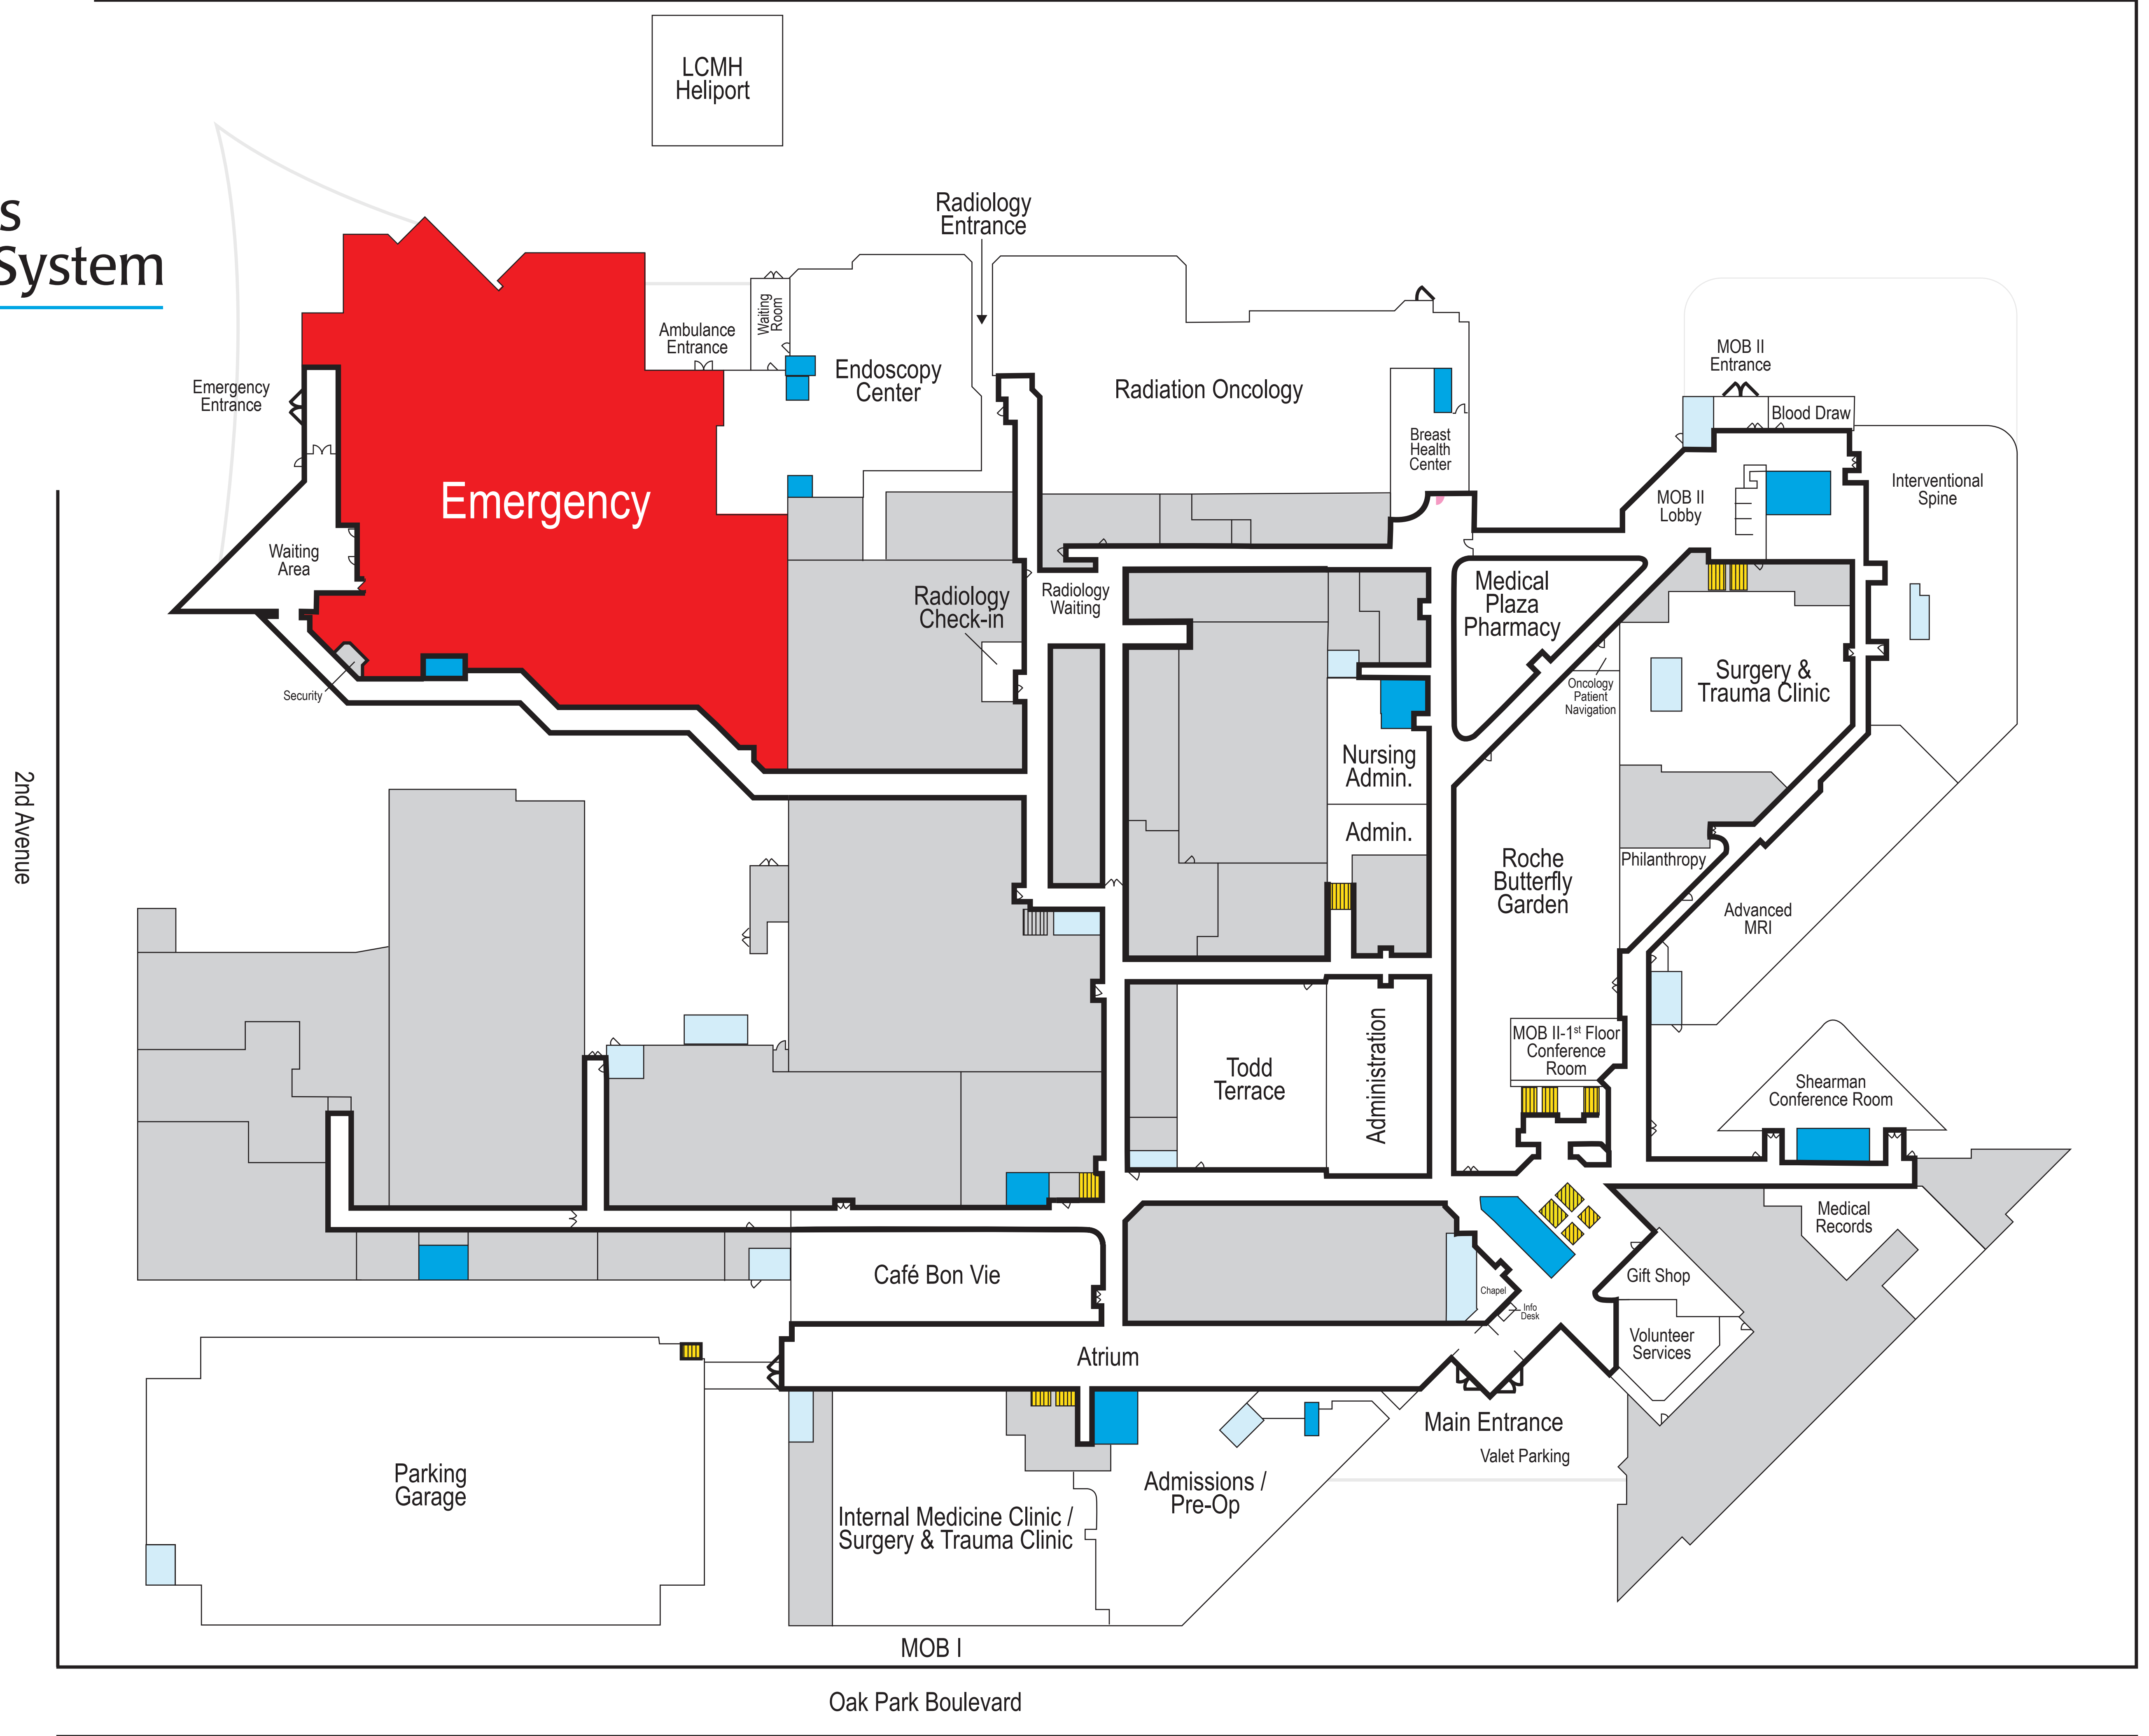 LCMH
Heliport
s
System
Radiology
Entrance
Ambulance
Entrance
Waiting
Room
Endoscopy
Center
Radiation Oncology
Breast
Health
Center
MOB II
Entrance
Blood Draw
Emergency
Entrance
Emergency
MOB II
Lobby
Interventional
Spine
Waiting
Area
Radiology
Check-in
Radiology
Waiting
Medical
Plaza
Pharmacy
Security
Oncology
Patient
Navigation
Surgery &
Trauma Clinic
Nursing
Admin.
Admin.
2nd Avenue
Roche
Butterfly
Garden
Philanthropy
Advanced
MRI
MOB II-1st Floor
Conference
Room
Todd
Terrace
Administration
Shearman
Conference Room
Medical
Records
Café Bon Vie
Chapel
Info
Desk
Gift Shop
Volunteer
Services
Atrium
Main Entrance
Valet Parking
Parking
Garage
Admissions /
Pre-Op
Internal Medicine Clinic /
Surgery & Trauma Clinic
MOB I
Oak Park Boulevard